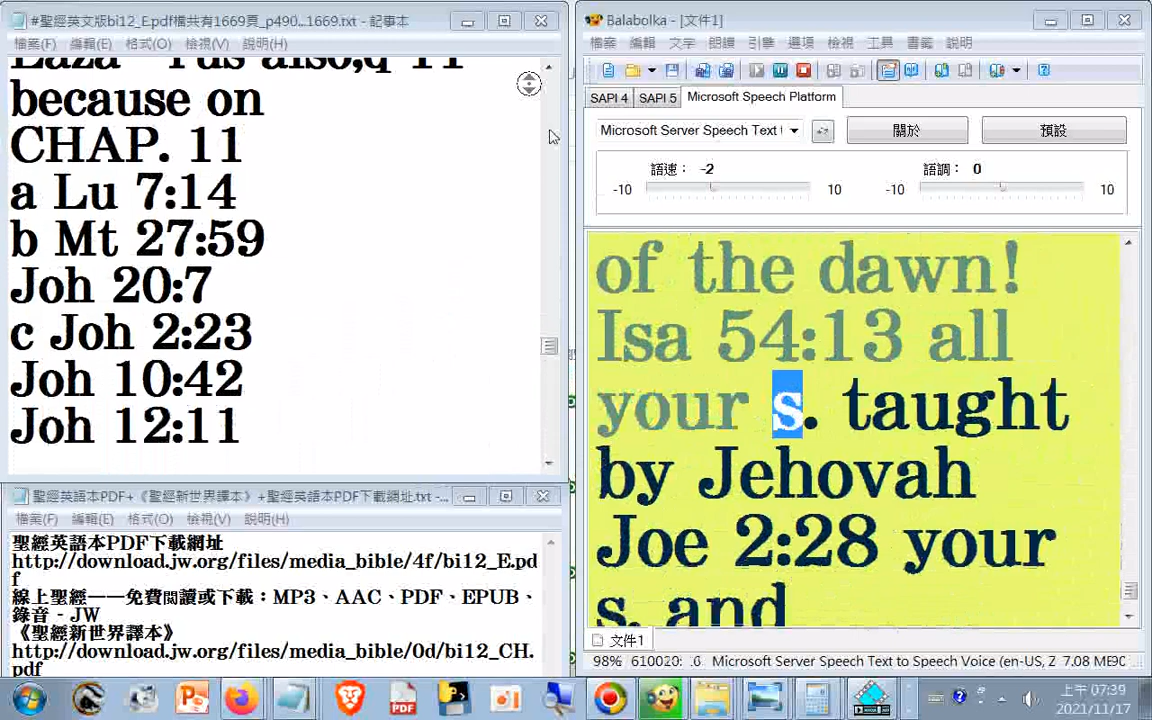 #聖經英文版bi12_E.pdf檔共有1669頁_p490...1669.txt - 記事本
檔案(F) 編輯(E) 格式(O) 檢視(V) 說明(H)
Laza´rus also,q 11
because on
CHAP. 11
a Lu 7:14
b Mt 27:59
Joh 20:7
c Joh 2:23
Joh 10:42
Joh 12:11
聖經英語本PDF+《聖經新世界譯本》+聖經英語本PDF下載網址.txt - ...
檔案(F) 編輯(E) 格式(O) 檢視(V) 說明(H)
聖經英語本PDF下載網址
http://download.jw.org/files/media_bible/4f/bi12_E.pd
f
線上聖經——免費閱讀或下載：MP3、AAC、PDF、EPUB、
錄音 - JW
《聖經新世界譯本》
http://download.jw.org/files/media_bible/0d/bi12_CH.
pdf
Balabolka - [文件1]
檔案 編輯 文字 朗讀 引擎 選項 檢視 工具 書籤 說明
SAPI 4 SAPI 5 Microsoft Speech Platform
Microsoft Server Speech Text t 關於 預設
語速： -2 語調： 0
-10 10 -10 10
of the dawn!
Isa 54:13 all
your s. taught
by Jehovah
Joe 2:28 your
s. and
文件1
98% 610020: .0 Microsoft Server Speech Text to Speech Voice (en-US, Z 7.08 ME90C
PDF
上午 07:39
2021/11/17